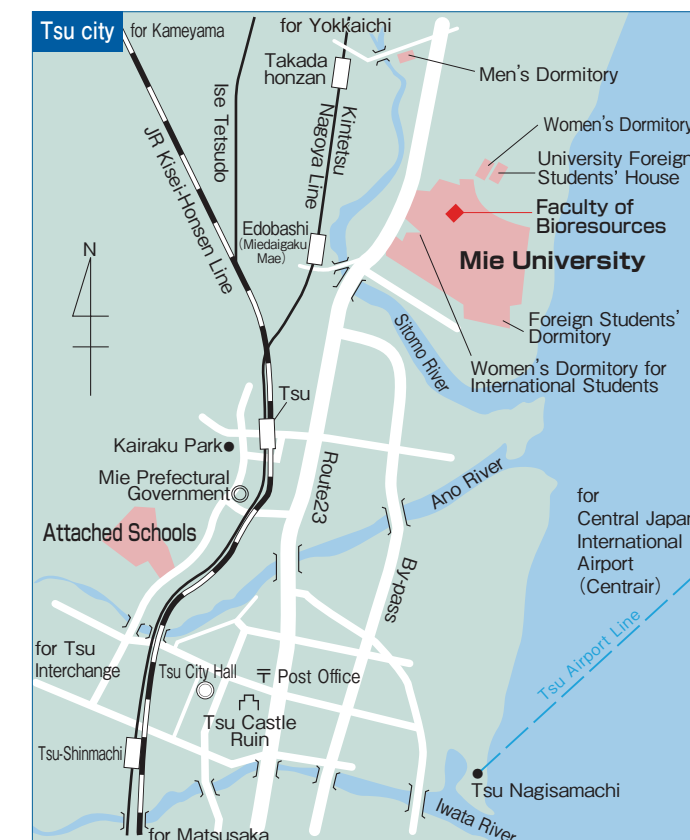 Tsu city
for Kameyama
for Yokkaichi
Takada
honzan
Men's Dormitory
Ise Tetsudo
Kintetsu
Nagoya Line
JR Kisei-Honsen Line
Women's Dormitory
University Foreign
Students' House
Faculty of
Bioresources
Edobashi
(Miedaigaku
Mae)
Mie University
N
Sitomo River
Foreign Students'
Dormitory
Women's Dormitory for
International Students
Tsu
Kairaku Park
Mie Prefectural
Government
Route23
Ano River
Attached Schools
for
Central Japan
International
Airport
(Centrair)
By-pass
for Tsu
Interchange
Tsu City Hall
〒 Post Office
Tsu Airport Line
Tsu Castle
Ruin
Tsu-Shinmachi
Tsu Nagisamachi
Iwata River
for Matsusaka